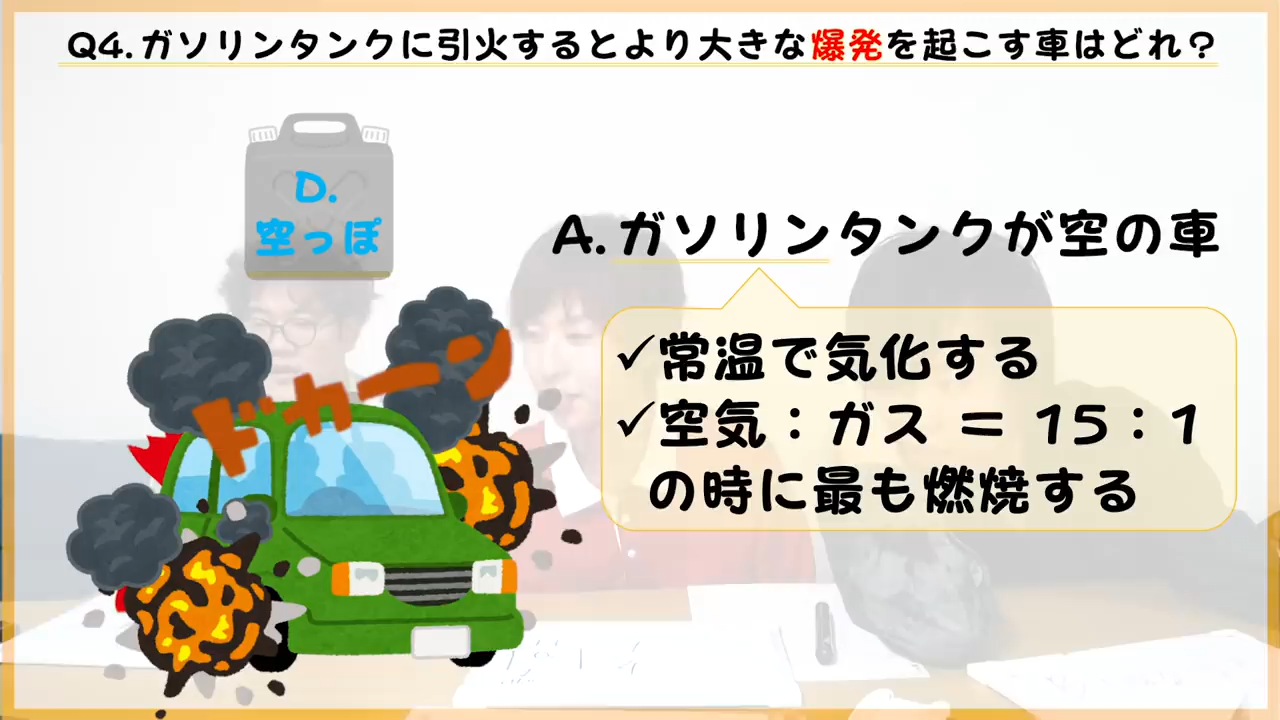 Q4.ガソリンタンクに引火するとより大きな爆発を起こす車はどれ？
D.
空っぽ
A.ガソリンタンクが空の車
ドカーン
✓常温で気化する
✓空気：ガス ＝ 15：1
の時に最も燃焼する